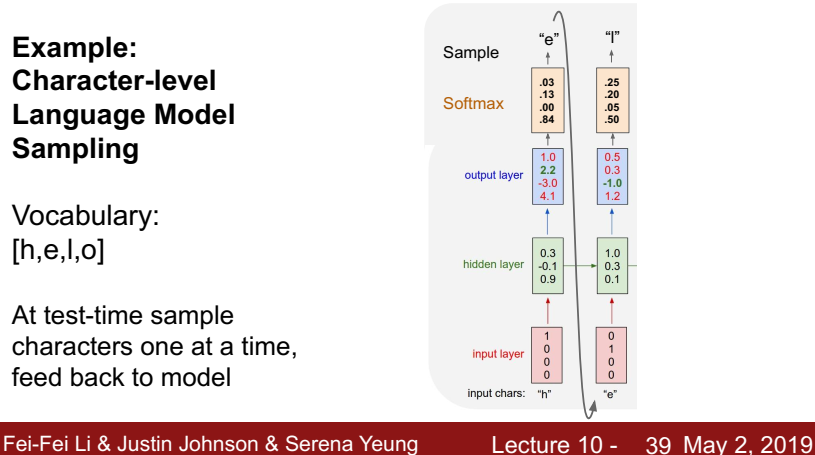 Example:
Character-level
Language Model
Sampling
Vocabulary:
[h,e,l,o]
At test-time sample
characters one at a time,
feed back to model
Sample
“e” “l”
Softmax
.03 .25
.13 .20
.00 .05
.84 .50
output layer
1.0 0.5
2.2 0.3
-3.0 -1.0
4.1 1.2
hidden layer
0.3 1.0
-0.1 0.3
0.9 0.1
input layer
1 0
0 1
0 0
0 0
input chars: “h” “e”
Fei-Fei Li & Justin Johnson & Serena Yeung Lecture 10 - 39 May 2, 2019